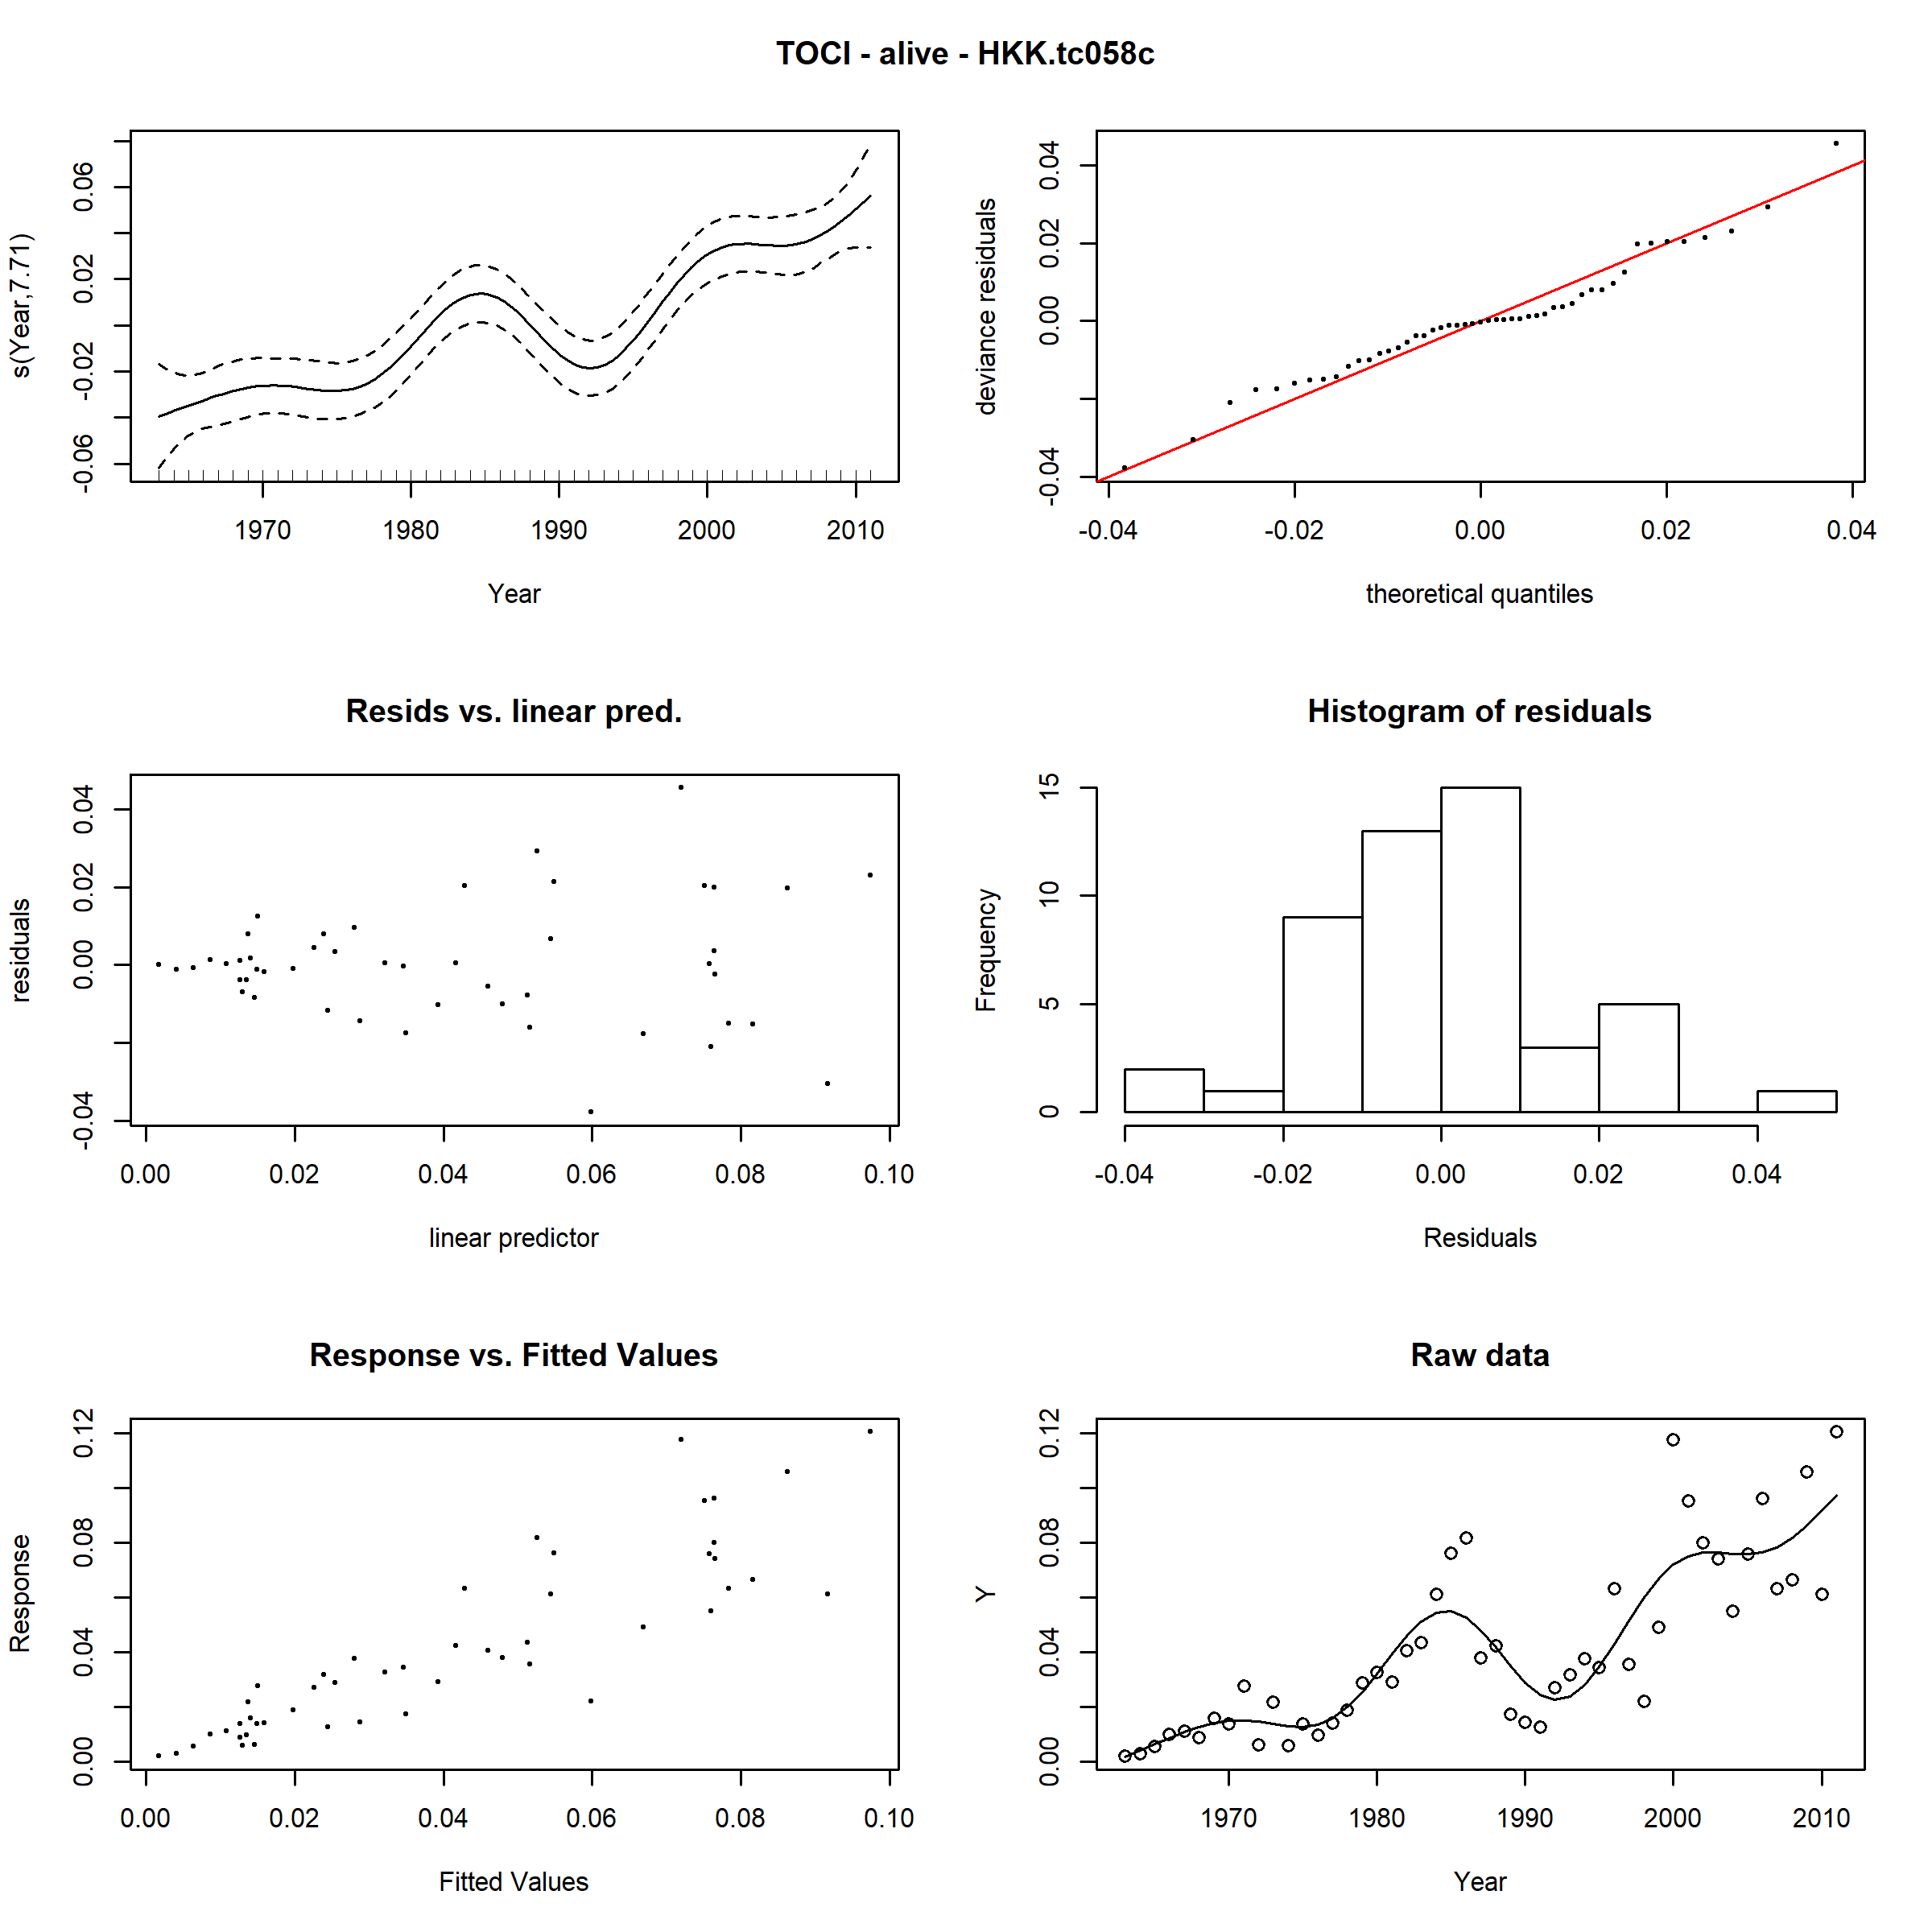 TOCI - alive - HKK.tc058c
s(Year,7.71)
-0.06 -0.02 0.02 0.06
1970 1980 1990 2000 2010
Year
deviance residuals
-0.04 0.00 0.02 0.04
-0.04 -0.02 0.00 0.02 0.04
theoretical quantiles
Resids vs. linear pred.
residuals
-0.04 0.00 0.02 0.04
0.00 0.02 0.04 0.06 0.08 0.10
linear predictor
Histogram of residuals
Frequency
0 5 10 15
-0.04 -0.02 0.00 0.02 0.04
Residuals
Response vs. Fitted Values
Response
0.00 0.04 0.08 0.12
0.00 0.02 0.04 0.06 0.08 0.10
Fitted Values
Raw data
Y
0.00 0.04 0.08 0.12
1970 1980 1990 2000 2010
Year